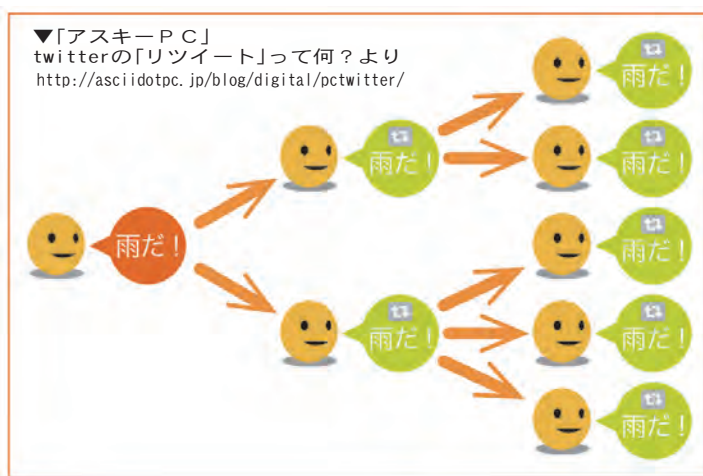 ▼「アスキーＰＣ」
twitterの「リツイート」って何？より
http://asciidotpc.jp/blog/digital/pctwitter/
雨だ！
雨だ！
雨だ！
雨だ！
雨だ！
雨だ！
雨だ！
雨だ！